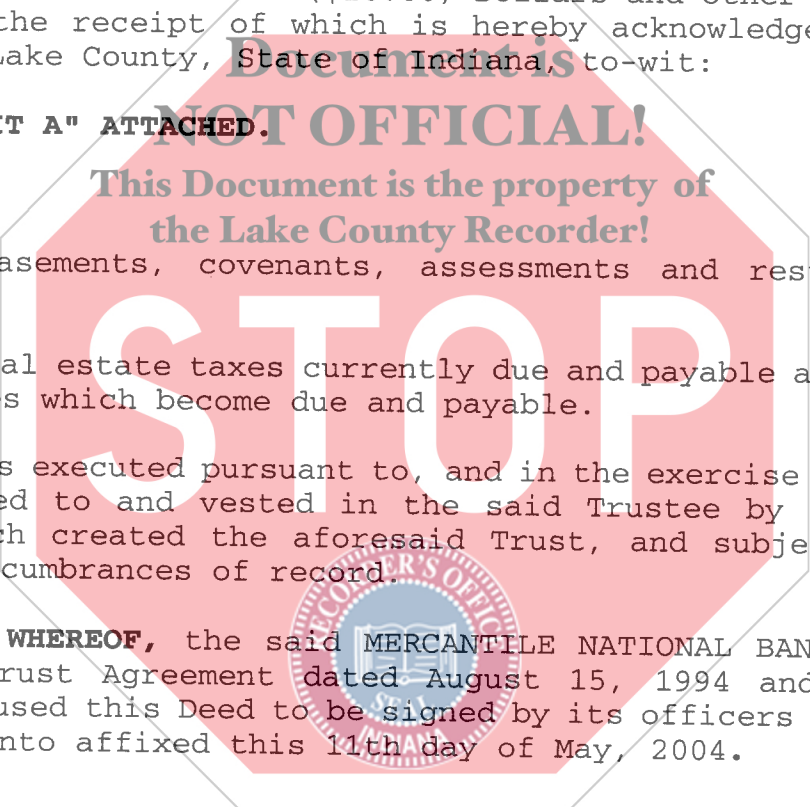 the receipt of which is hereby acknowledge
Lake County, State of Indiana, to-wit:
Document is
IT A" ATTACHED.
NOT OFFICIAL!
This Document is the property of
the Lake County Recorder!
asements, covenants, assessments and res
STOP
al estate taxes currently due and payable a
s which become due and payable.
s executed pursuant to, and in the exercise
ed to and vested in the said Trustee by
ch created the aforesaid Trust, and subje
cumbrances of record.
RECORDER'S OFFICE
WHEREOF, the said MERCANTILE NATIONAL BAN
rust Agreement dated August 15, 1994 and
SEAL
used this Deed to be signed by its officers
nto affixed this 11th day of May, 2004.
INDIANA